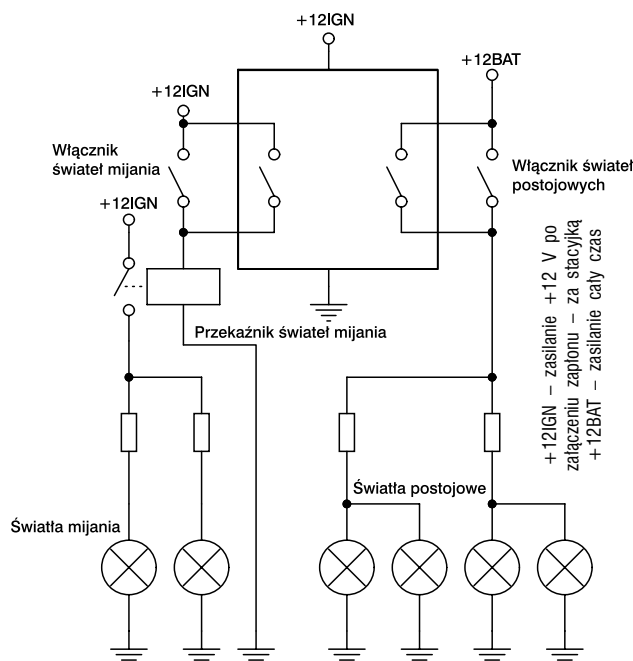 +12IGN
+12BAT
+12IGN
Włącznik
świateł mijania
Włącznik świateł
postojowych
+12IGN
+12IGN – zasilanie +12 V po
załączeniu zapłonu – za stacyjką
+12BAT – zasilanie cały czas
Przekaźnik świateł mijania
Światła postojowe
Światła mijania